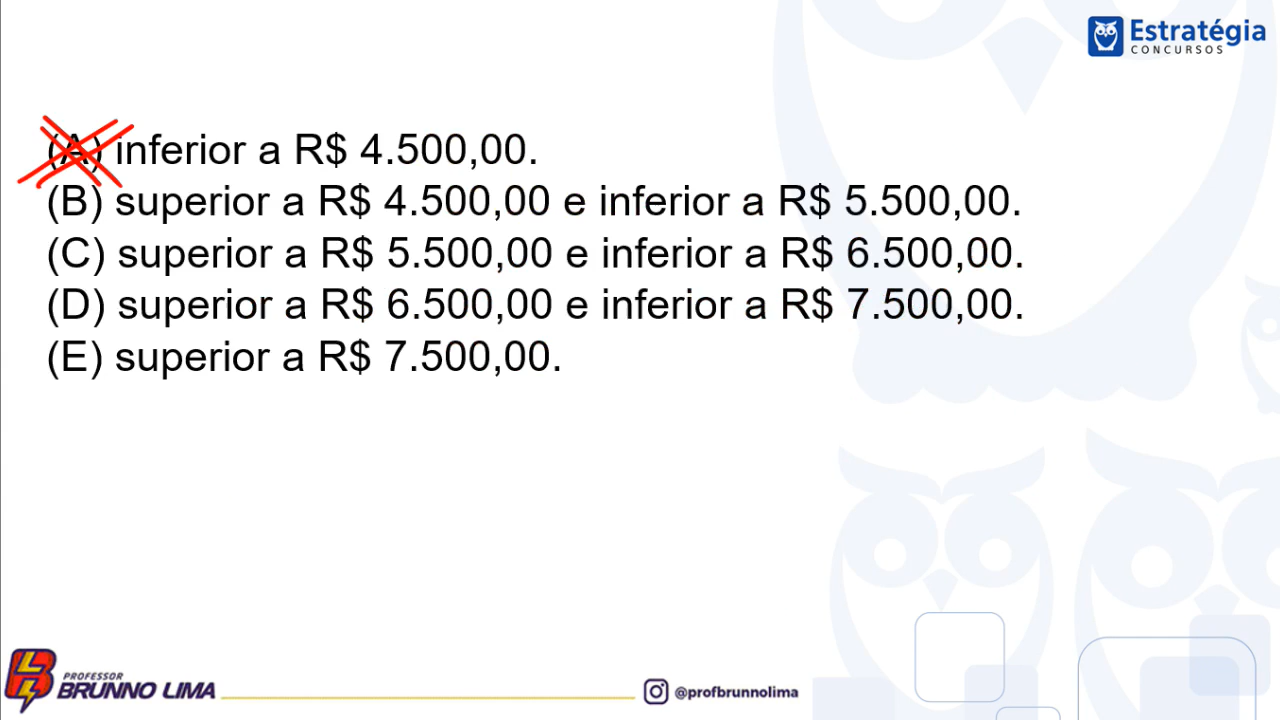 Estratégia
CONCURSOS
(A) inferior a R$ 4.500,00.
(B) superior a R$ 4.500,00 e inferior a R$ 5.500,00.
(C) superior a R$ 5.500,00 e inferior a R$ 6.500,00.
(D) superior a R$ 6.500,00 e inferior a R$ 7.500,00.
(E) superior a R$ 7.500,00.
PROFESSOR
BRUNNO LIMA
@profbrunnolima